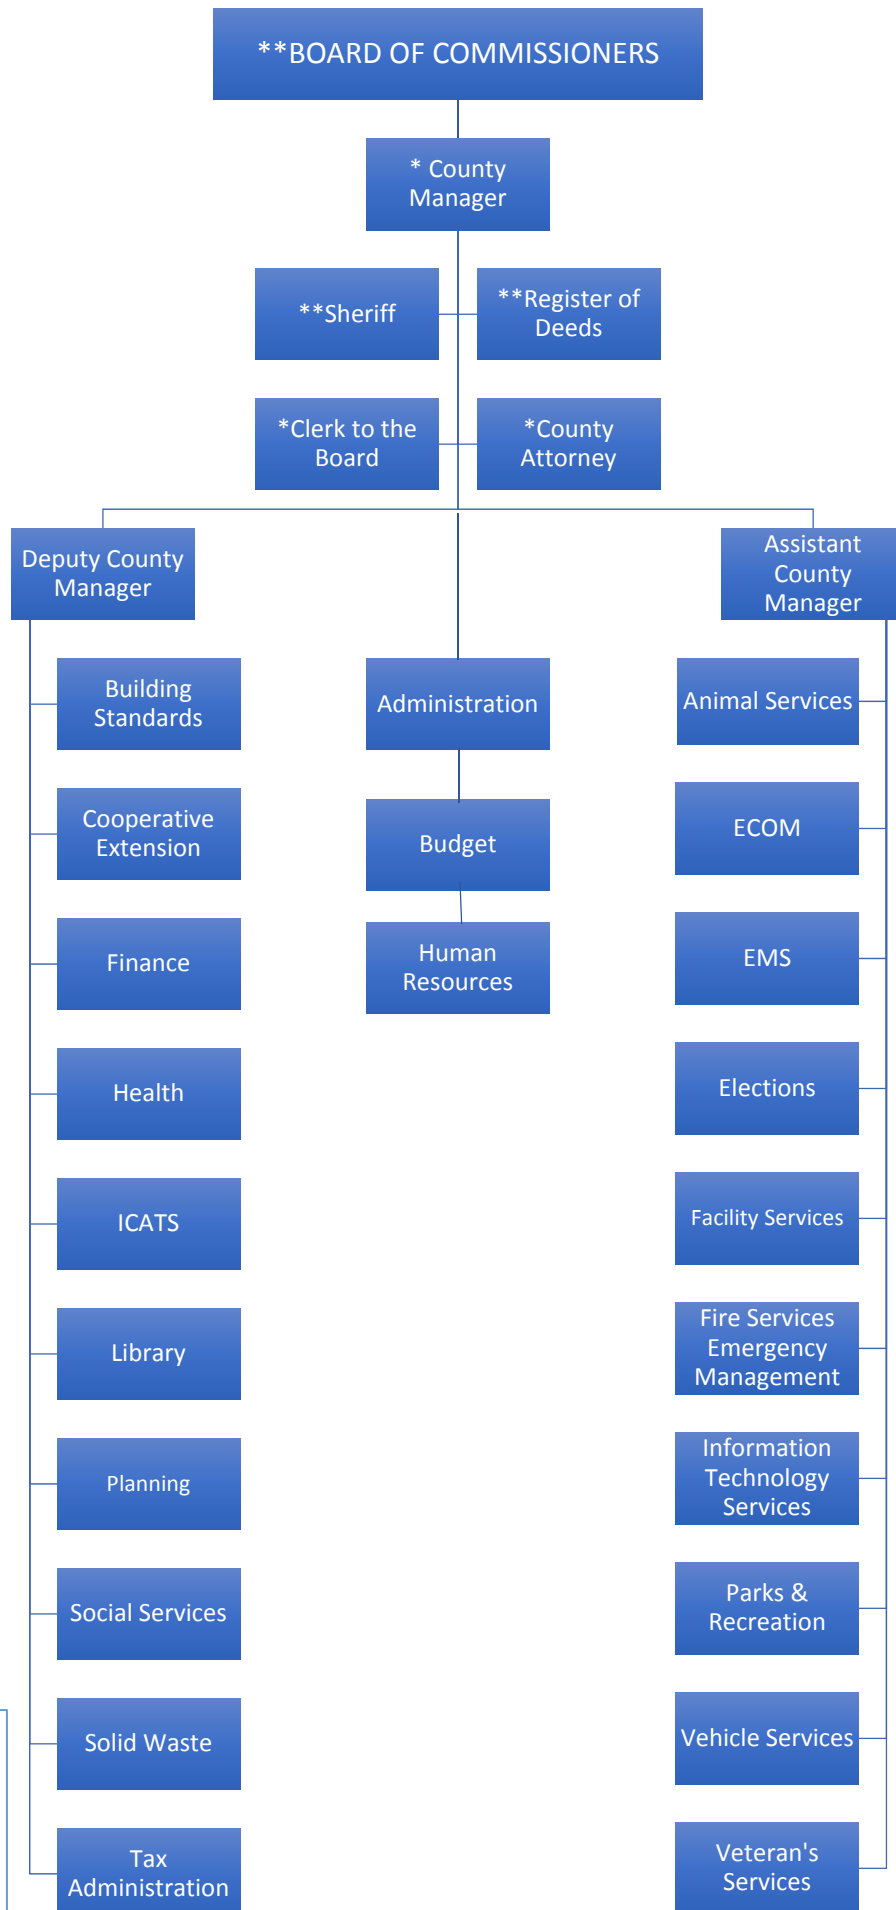 **BOARD OF COMMISSIONERS
* County
Manager
**Sheriff
**Register of
Deeds
*Clerk to the
Board
*County
Attorney
Deputy County
Manager
Assistant
County
Manager
Building
Standards
Cooperative
Extension
Finance
Health
ICATS
Library
Planning
Social Services
Solid Waste
Tax
Administration
Administration
Budget
Human
Resources
Animal Services
ECOM
EMS
Elections
Facility Services
Fire Services
Emergency
Management
Information
Technology
Services
Parks &
Recreation
Vehicle Services
Veteran's
Services